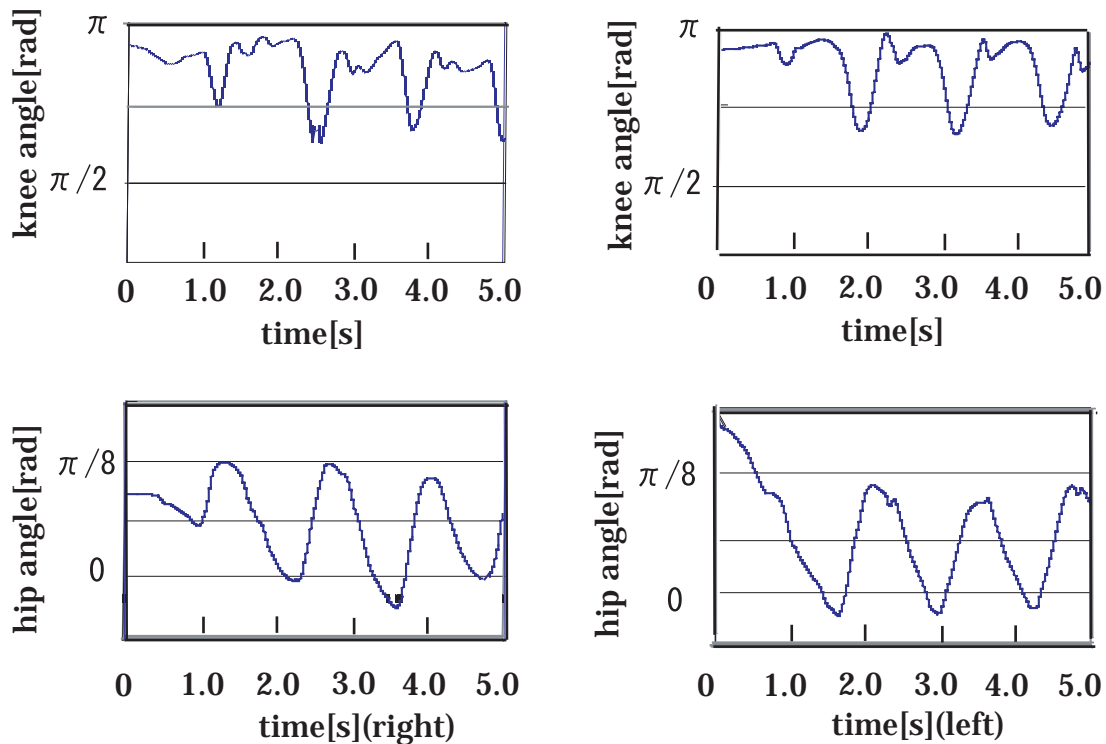 knee angle[rad]
π
π/2
0 1.0 2.0 3.0 4.0 5.0
time[s]
knee angle[rad]
π
π/2
0 1.0 2.0 3.0 4.0 5.0
time[s]
hip angle[rad]
π/8
0
0 1.0 2.0 3.0 4.0 5.0
time[s](right)
hip angle[rad]
π/8
0
0 1.0 2.0 3.0 4.0 5.0
time[s](left)